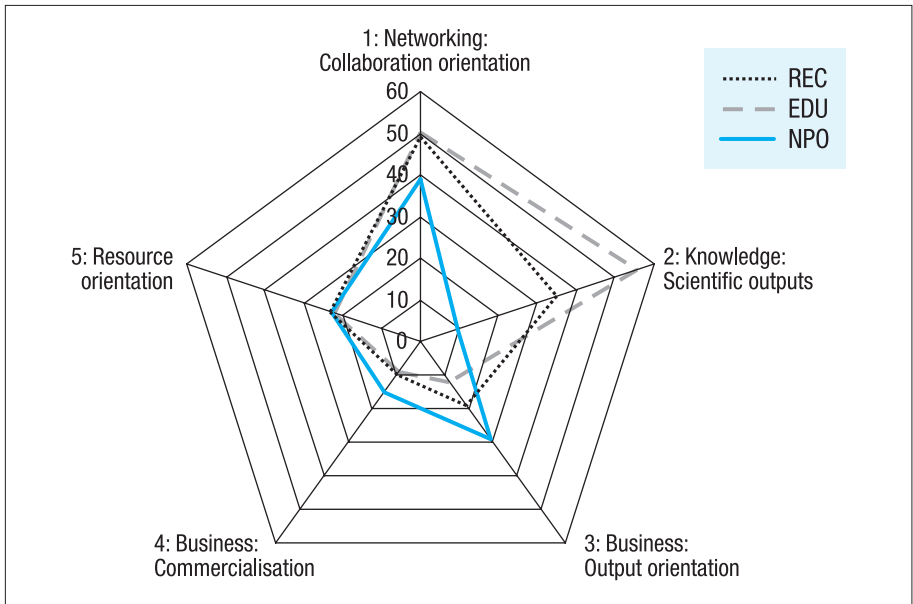 1: Networking:
Collaboration orientation
REC
EDU
NPO
60
50
40
30
20
10
0
5: Resource
orientation
2: Knowledge:
Scientific outputs
4: Business:
Commercialisation
3: Business:
Output orientation